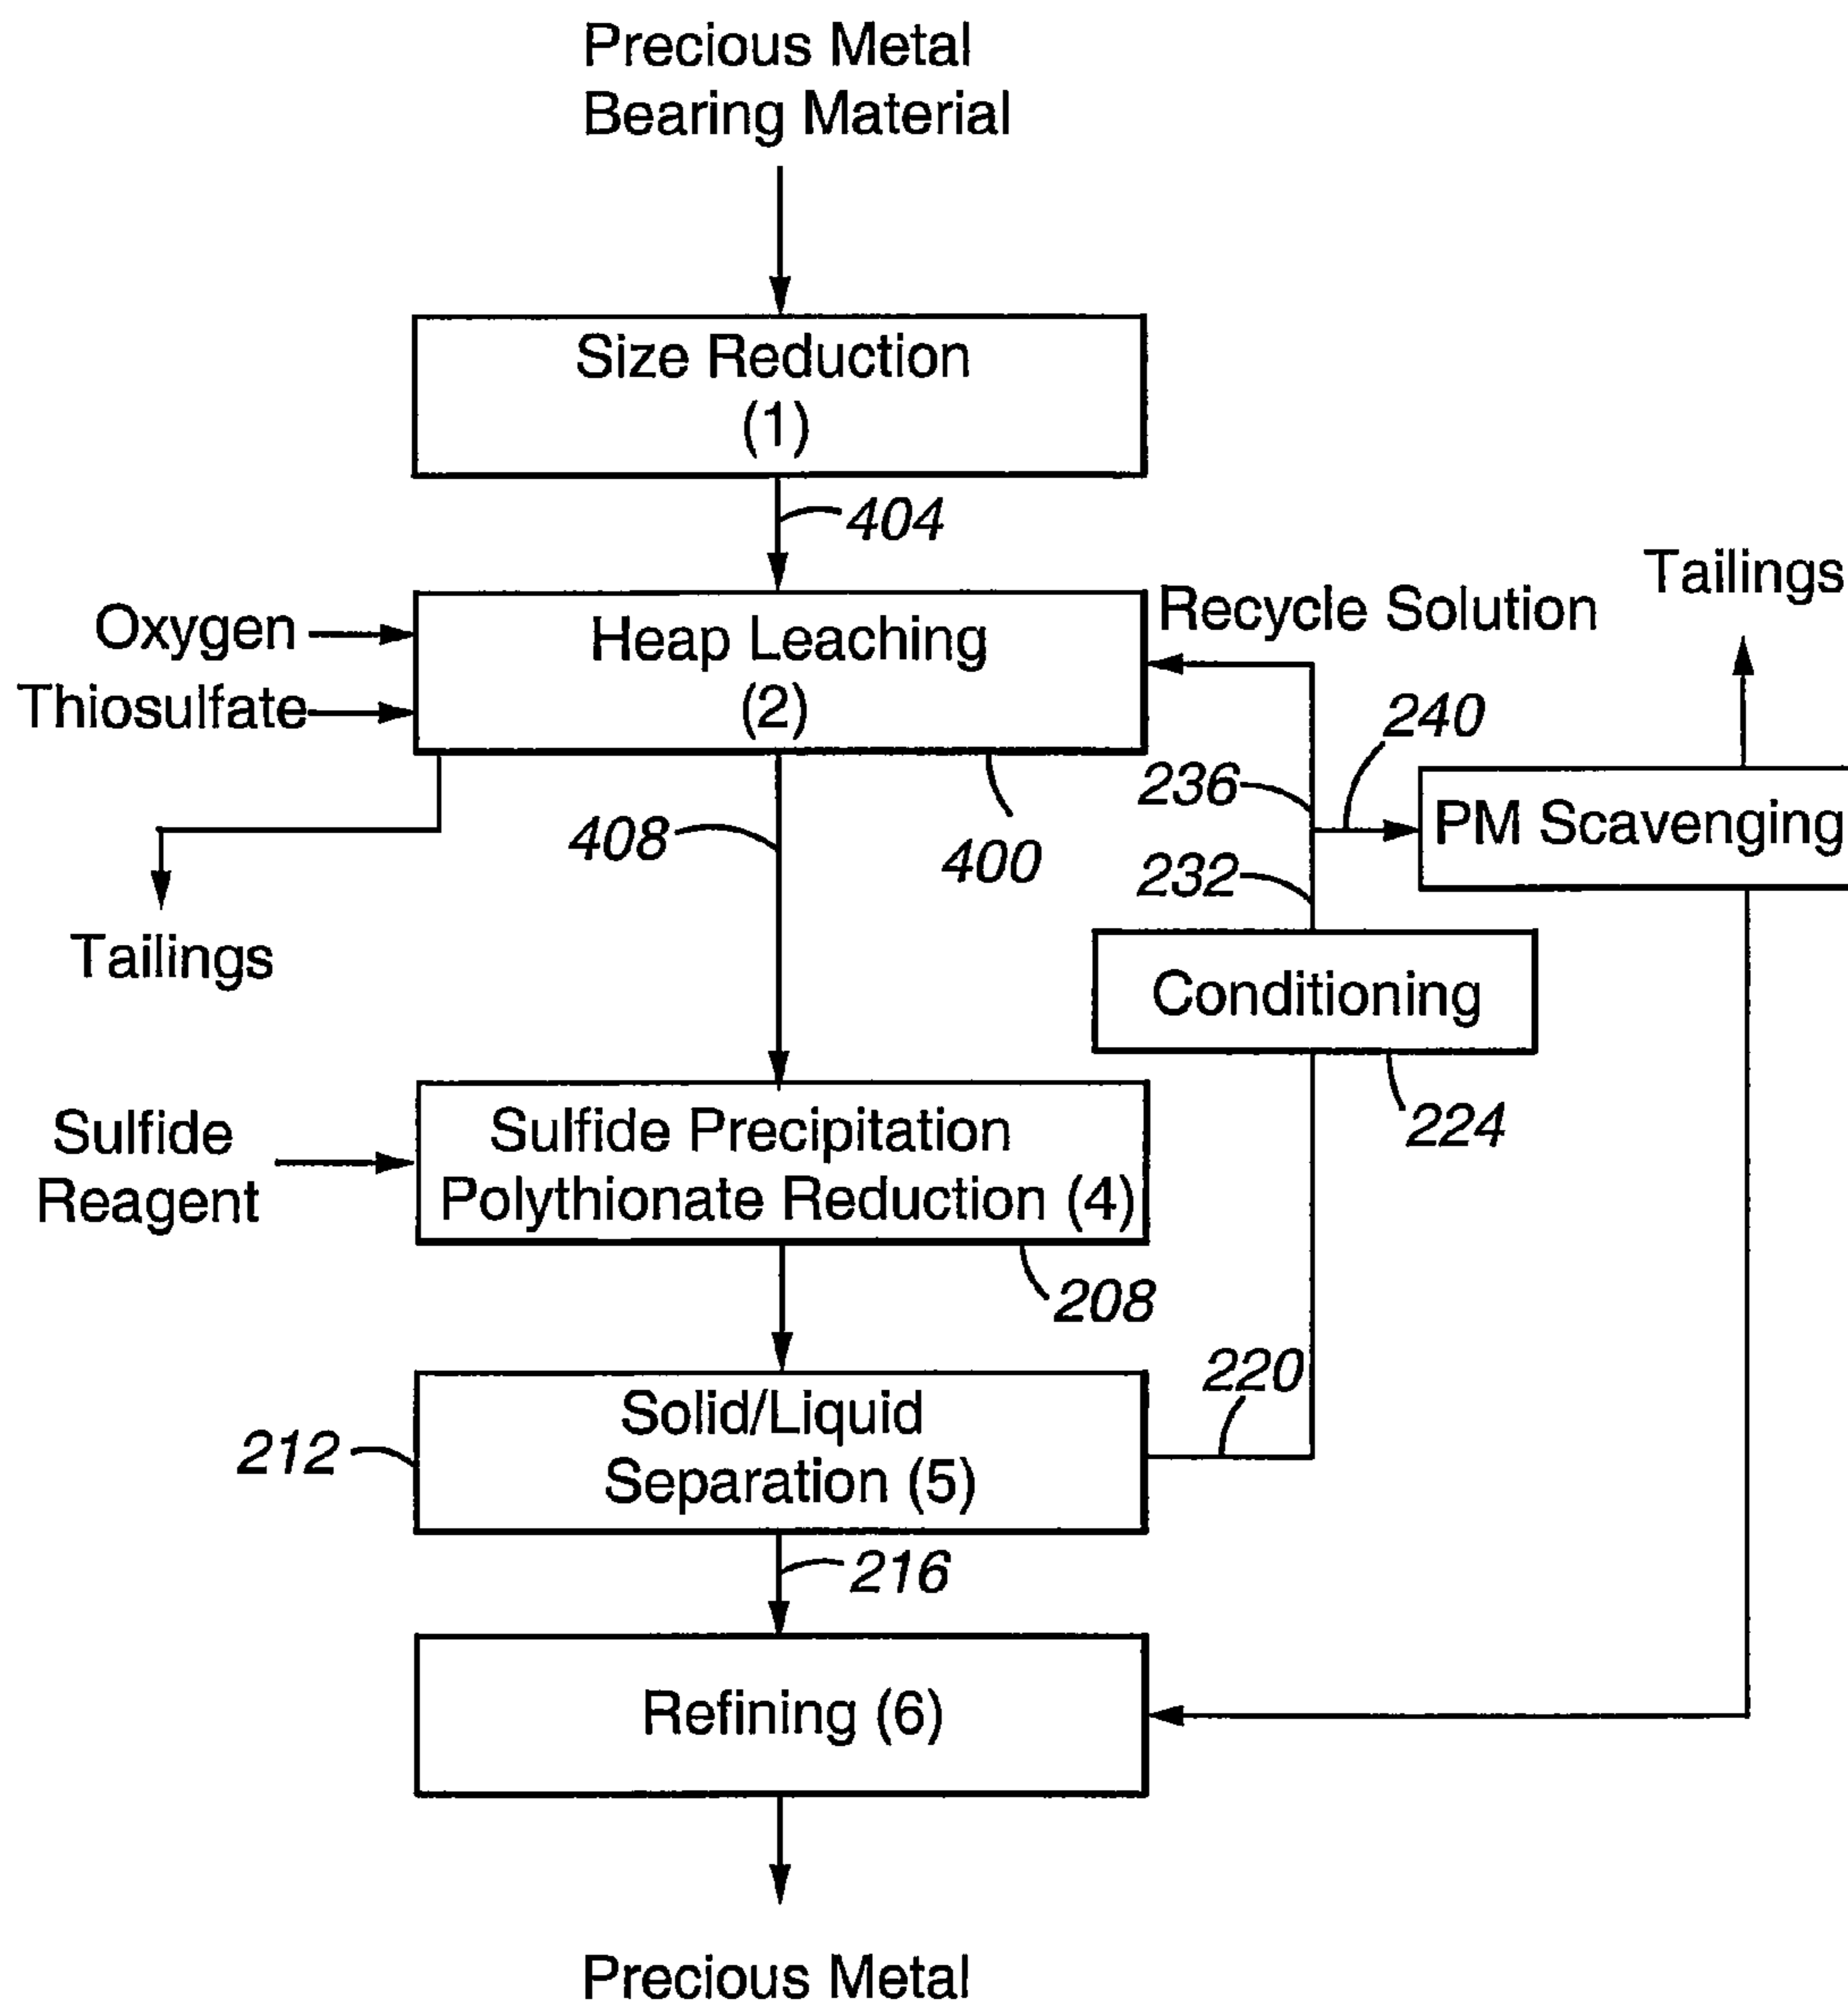 Precious Metal
Bearing Material
Size Reduction
(1)
404
Tailings
Oxygen
Heap Leaching
(2)
Recycle Solution
Thiosulfate
240
236
PM Scavenging
408
400
232
Tailings
Conditioning
224
Sulfide
Reagent
Sulfide Precipitation
Polythionate Reduction (4)
208
220
212
Solid/Liquid
Separation (5)
216
Refining (6)
Precious Metal